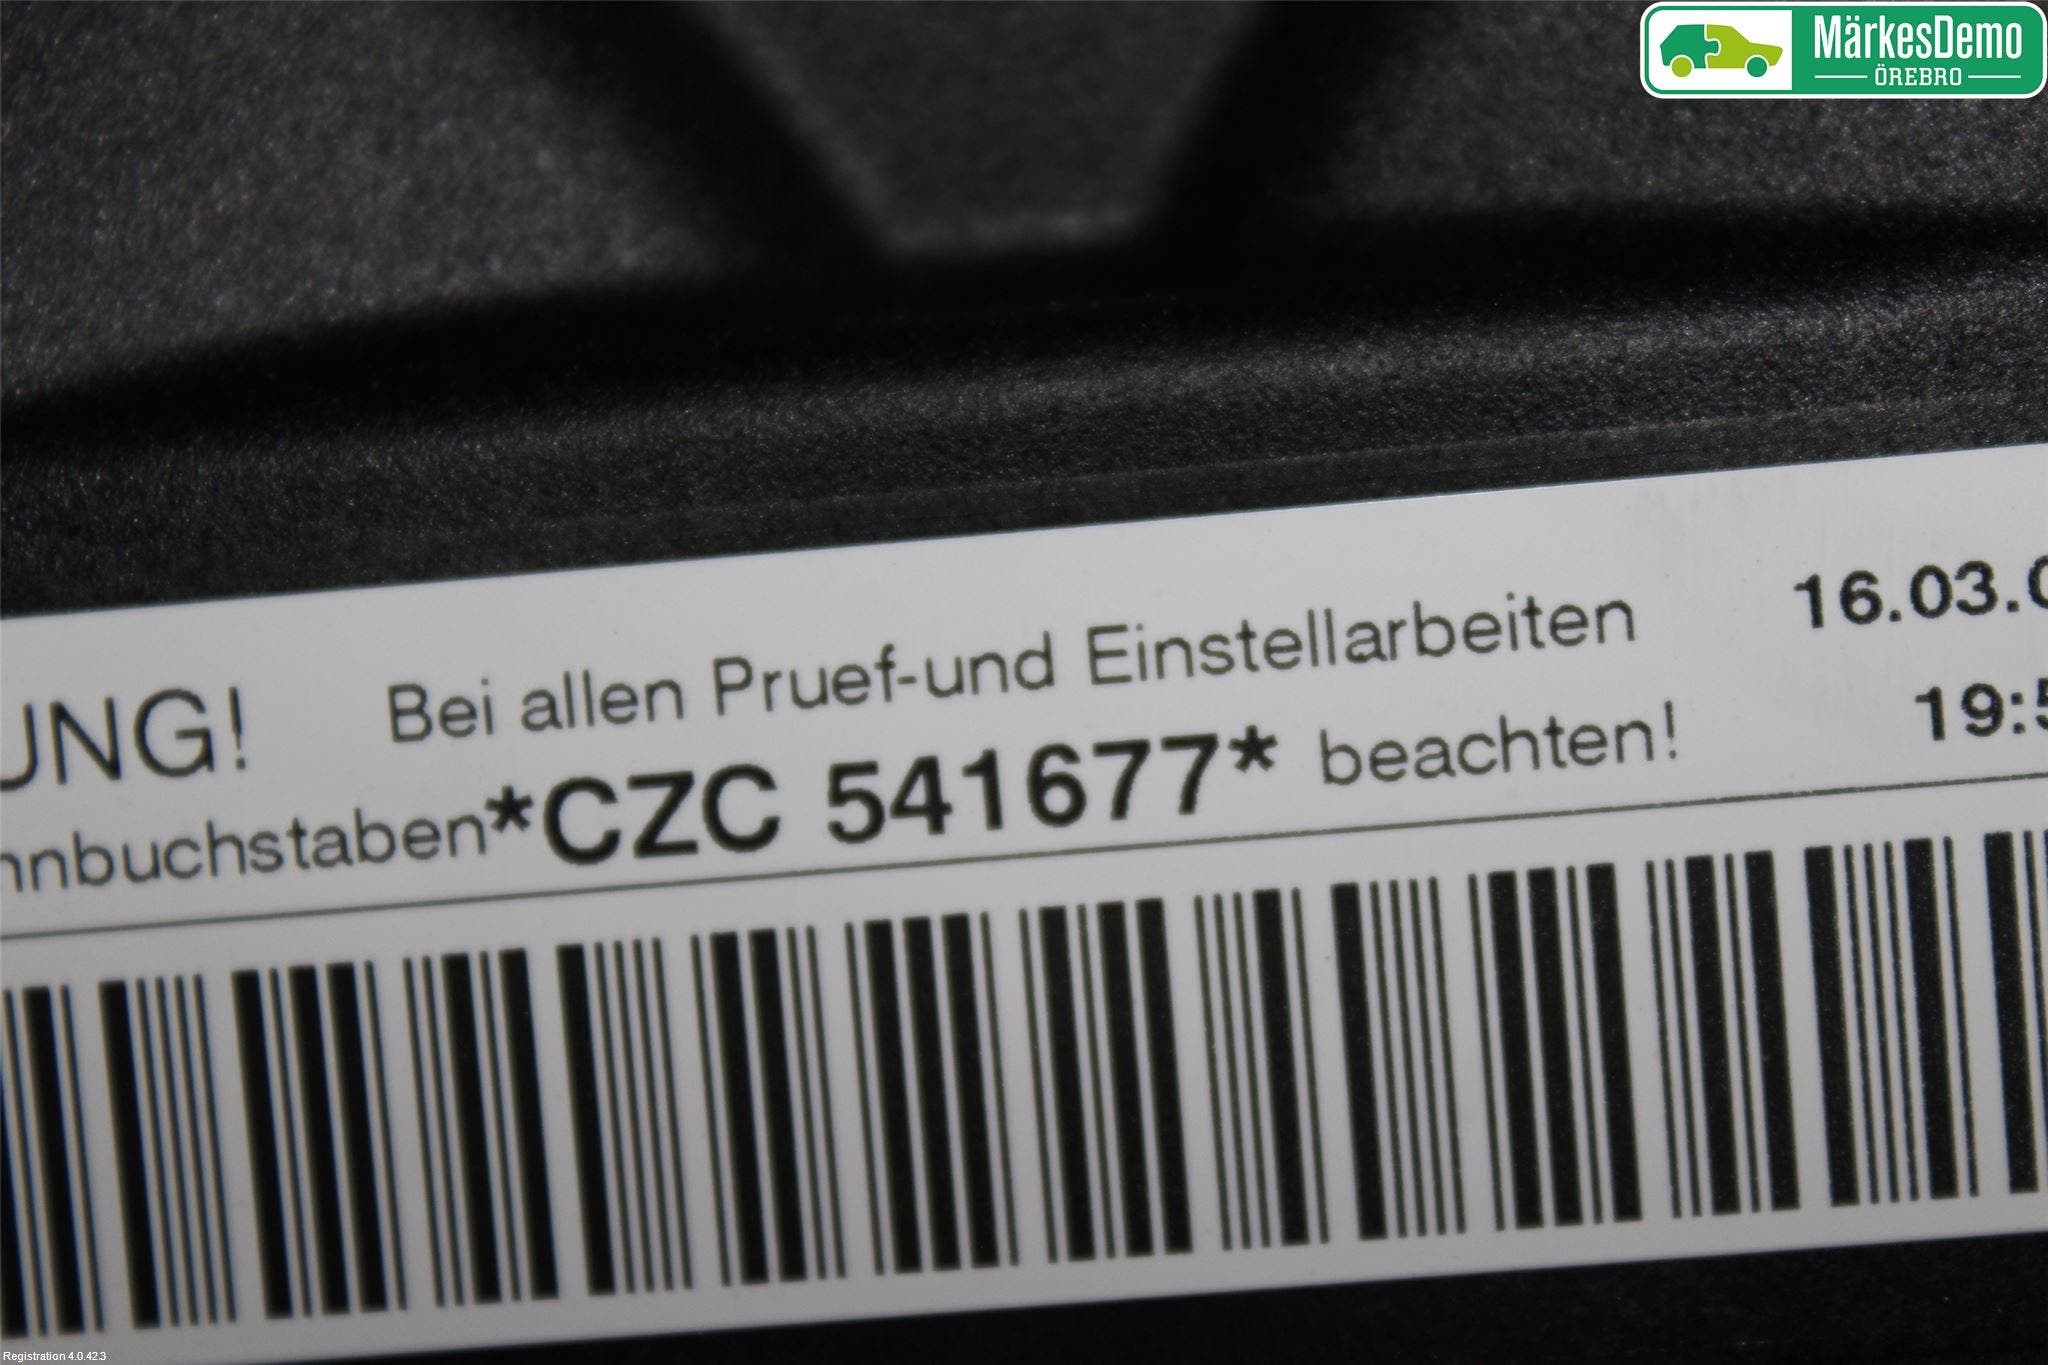 MärkesDemo
ÖREBRO
16.03.
UNG! Bei allen Pruef-und Einstellarbeiten
19:5
nnbuchstaben*CZC 541677* beachten!
Registration 4.0.42.3